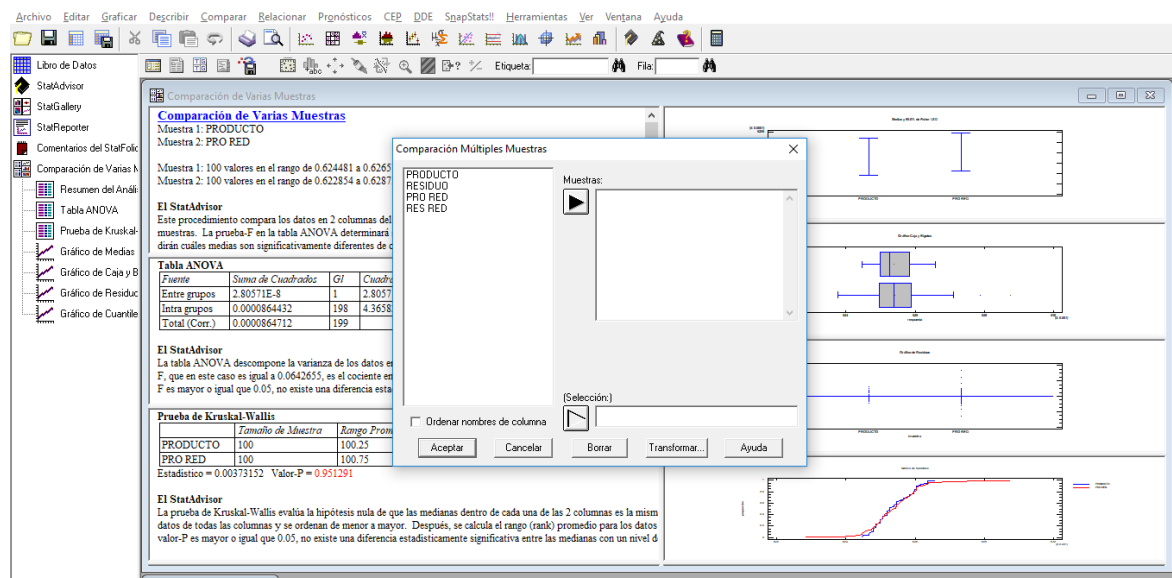 Archivo Editar Graficar Describir Comparar Relacionar Pronósticos CEP DDE SnapStats!! Herramientas Ver Ventana Ayuda
Etiqueta: Fila:
Libro de Datos
StatAdvisor
StatGallery
StatReporter
Comentarios del StatFolio
Comparación de Varias M
Resumen del Análi
Tabla ANOVA
Prueba de Kruskal-
Gráfico de Medias
Gráfico de Caja y B
Gráfico de Residuc
Gráfico de Cuantile
Comparación de Varias Muestras
Comparación de Varias Muestras
Muestra 1: PRODUCTO
Muestra 2: PRO RED
Muestra 1: 100 valores en el rango de 0.624481 a 0.6265
Muestra 2: 100 valores en el rango de 0.622854 a 0.6287
El StatAdvisor
Este procedimiento compara los datos en 2 columnas del
muestras. La prueba-F en la tabla ANOVA determinará
dirán cuáles medias son significativamente diferentes de
Tabla ANOVA
Fuente Suma de Cuadrados Gl Cuadra
Entre grupos 2.80571E-8 1 2.8057
Intra grupos 0.0000864432 198 4.3658
Total (Corr.) 0.0000864712 199
El StatAdvisor
La tabla ANOVA descompone la varianza de los datos en
F, que en este caso es igual a 0.0642655, es el cociente en
F es mayor o igual que 0.05, no existe una diferencia esta
Prueba de Kruskal-Wallis
Tamaño de Muestra Rango Prom
PRODUCTO 100 100.25
PRO RED 100 100.75
Estadístico = 0.00373152 Valor-P = 0.951291
El StatAdvisor
La prueba de Kruskal-Wallis evalúa la hipótesis nula de que las medianas dentro de cada una de las 2 columnas es la mism
datos de todas las columnas y se ordenan de menor a mayor. Después, se calcula el rango (rank) promedio para los datos
valor-P es mayor o igual que 0.05, no existe una diferencia estadísticamente significativa entre las medianas con un nivel d
Comparación Múltiples Muestras
PRODUCTO
RESIDUO
PRO RED
RES RED
Muestras:
(Selección:)
Ordenar nombres de columna
Aceptar Cancelar Borrar Transformar... Ayuda
PRODUCTO PRO RED
PRODUCTO PRO RED